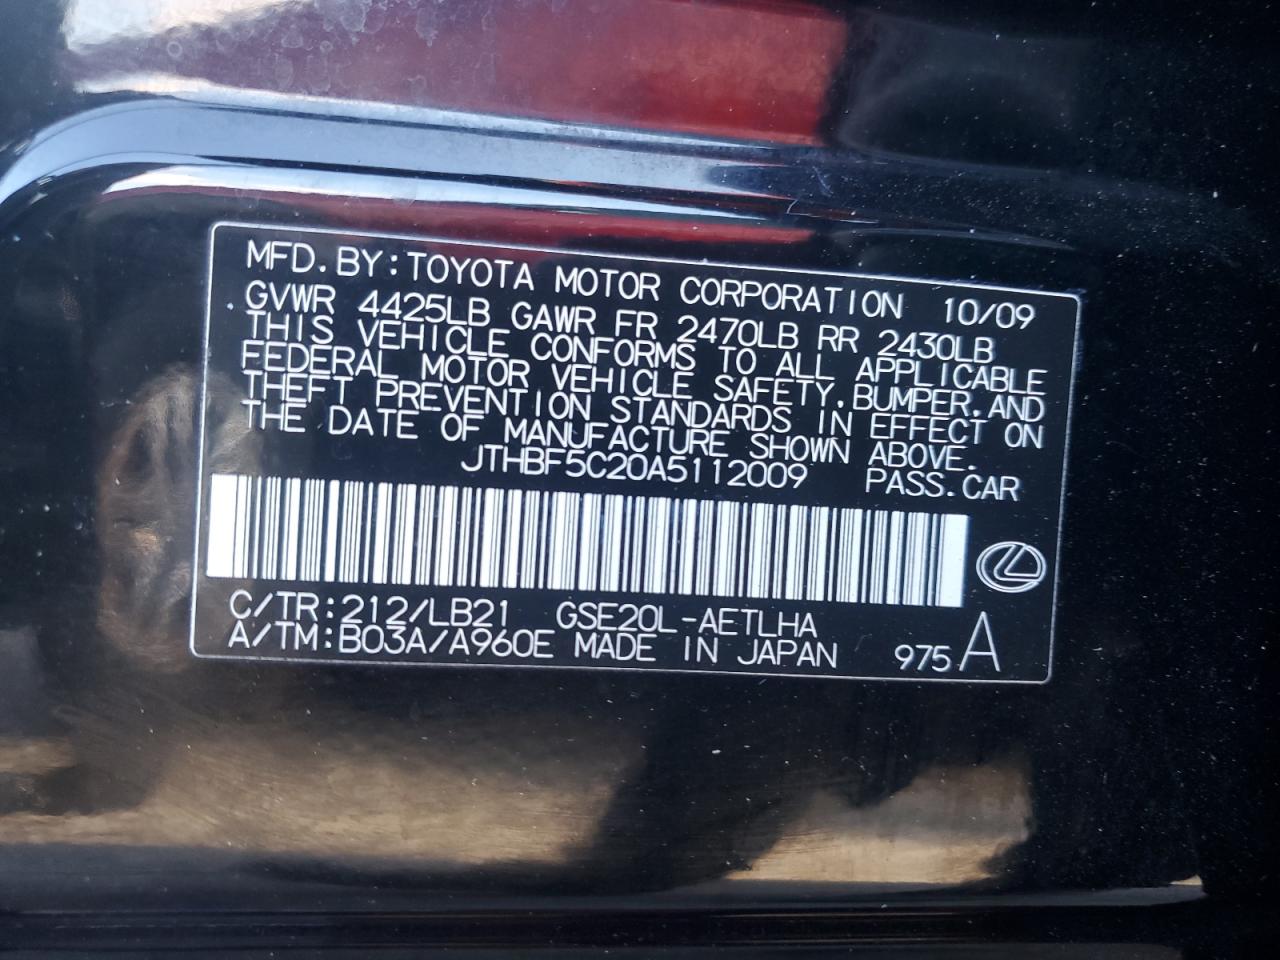 MFD.BY:TOYOTA MOTOR CORPORATION 10/09
GVWR 4425LB GAWR FR 2470LB RR 2430LB
THIS VEHICLE CONFORMS TO ALL APPLICABLE
FEDERAL MOTOR VEHICLE SAFETY,BUMPER,AND
THEFT PREVENTION STANDARDS IN EFFECT ON
THE DATE OF MANUFACTURE SHOWN ABOVE.
JTHBF5C20A5112009 PASS.CAR
C/TR:212/LB21 GSE20L-AETLHA
A/TM:B03A/A960E MADE IN JAPAN 975 A